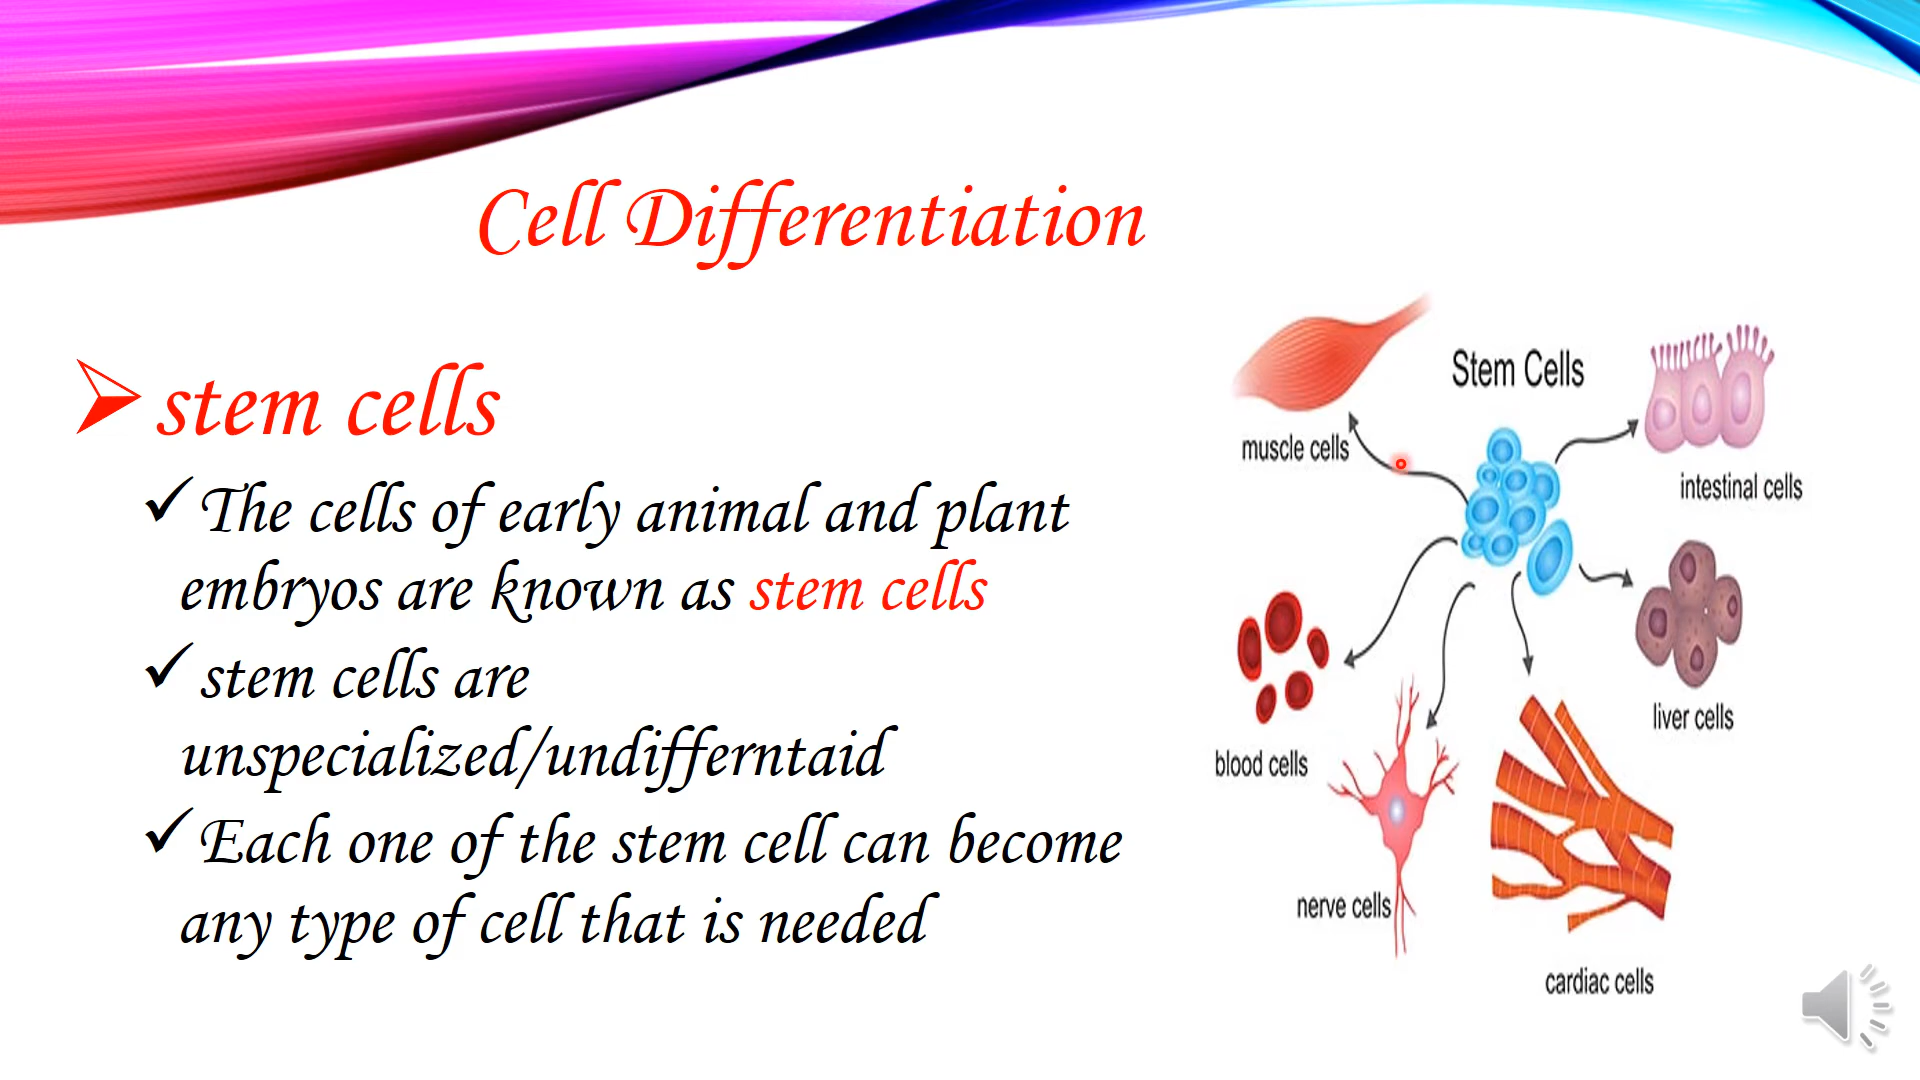 Cell Differentiation
stem cells
The cells of early animal and plant
embryos are known as stem cells
stem cells are
unspecialized/undifferntaid
Each one of the stem cell can become
any type of cell that is needed
Stem Cells
muscle cells
intestinal cells
liver cells
blood cells
nerve cells
cardiac cells